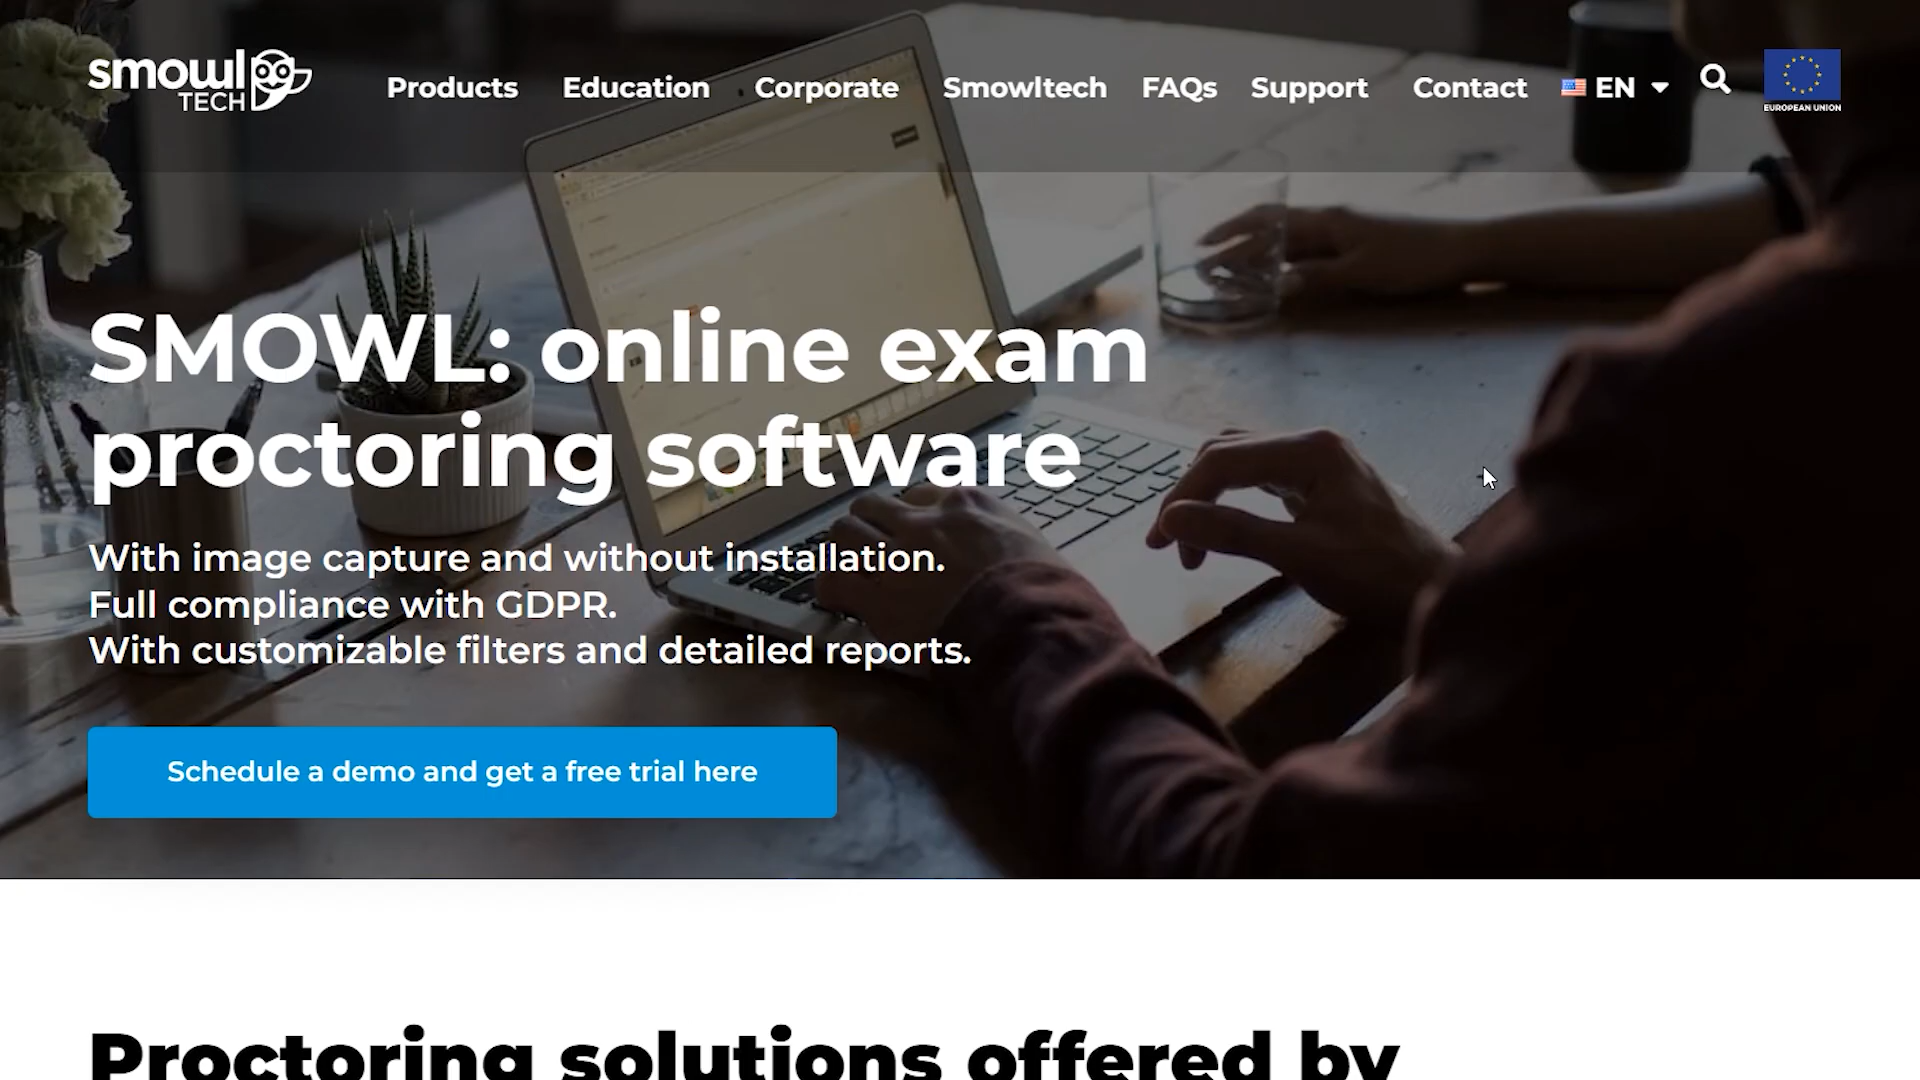 smowl
TECH
Products Education Corporate Smowltech FAQs Support Contact EN
EUROPEAN UNION
SMOWL: online exam
proctoring software
With image capture and without installation.
Full compliance with GDPR.
With customizable filters and detailed reports.
Schedule a demo and get a free trial here
Proctoring solutions offered by